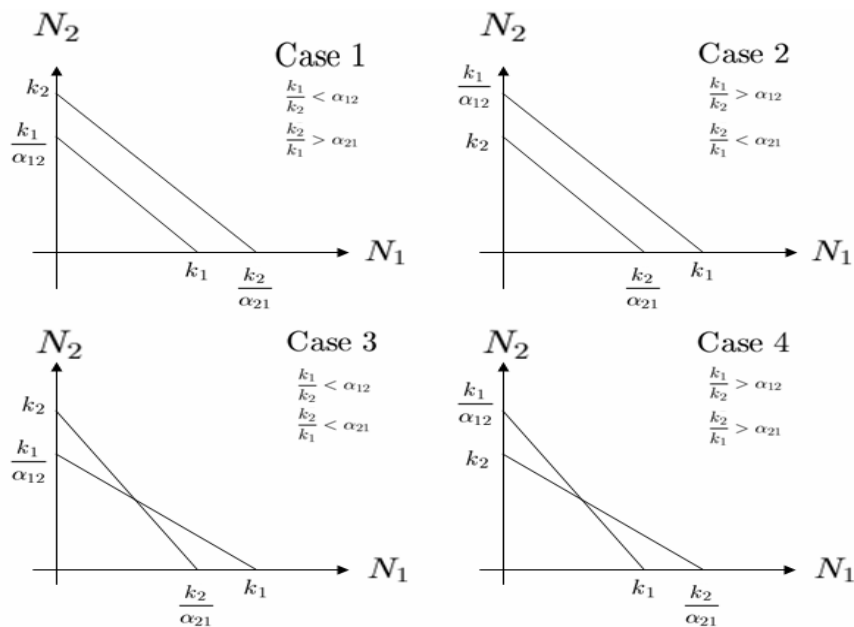 N₂
Case 1
k₁/k₂ < α₁₂
k₂/k₁ > α₂₁
k₂
k₁/α₁₂
k₁
k₂/α₂₁
N₁
N₂
Case 2
k₁/k₂ > α₁₂
k₂/k₁ < α₂₁
k₁/α₁₂
k₂
k₂/α₂₁
k₁
N₁
N₂
Case 3
k₁/k₂ < α₁₂
k₂/k₁ < α₂₁
k₂
k₁/α₁₂
k₂/α₂₁
k₁
N₁
N₂
Case 4
k₁/k₂ > α₁₂
k₂/k₁ > α₂₁
k₁/α₁₂
k₂
k₁
k₂/α₂₁
N₁